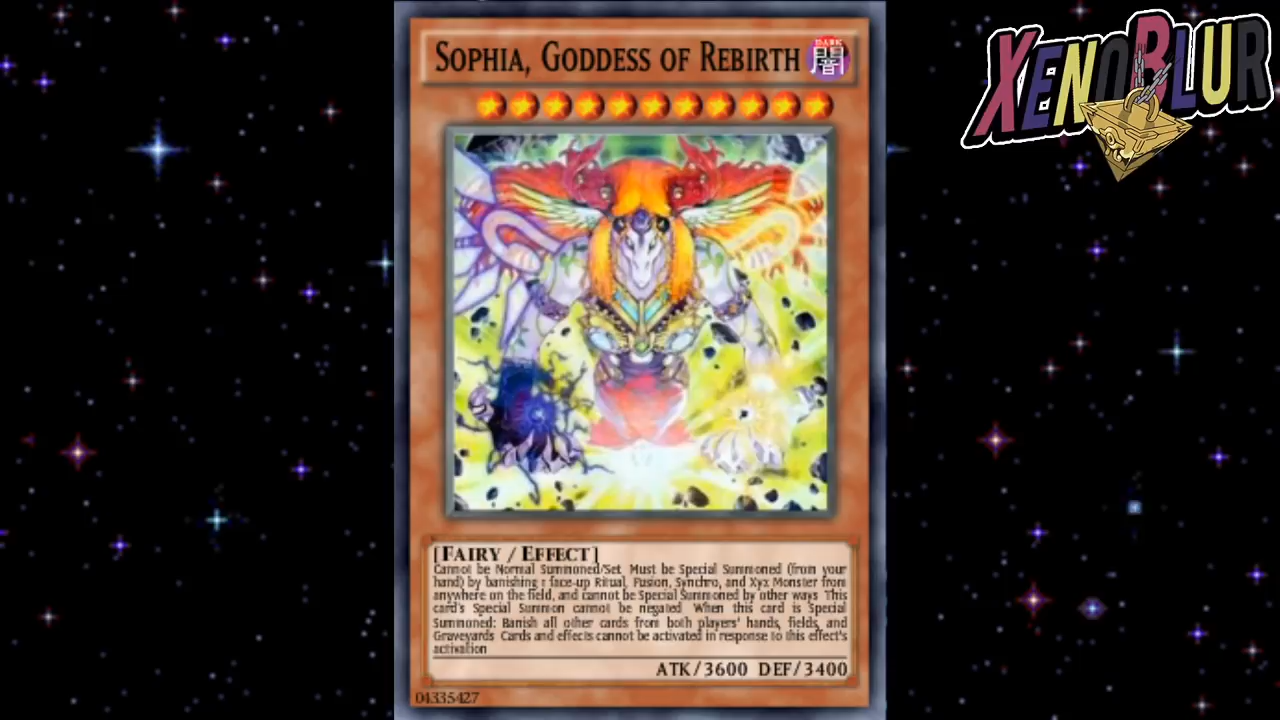 SOPHIA, GODDESS OF REBIRTH
DARK
闇
XENOBLUR
[FAIRY / EFFECT]
Cannot be Normal Summoned/Set. Must be Special Summoned (from your
hand) by banishing 1 face-up Ritual, Fusion, Synchro, and Xyz Monster from
anywhere on the field, and cannot be Special Summoned by other ways. This
card's Special Summon cannot be negated. When this card is Special
Summoned: Banish all other cards from both players' hands, fields, and
Graveyards. Cards and effects cannot be activated in response to this effect's
activation
ATK/3600 DEF/3400
04335427